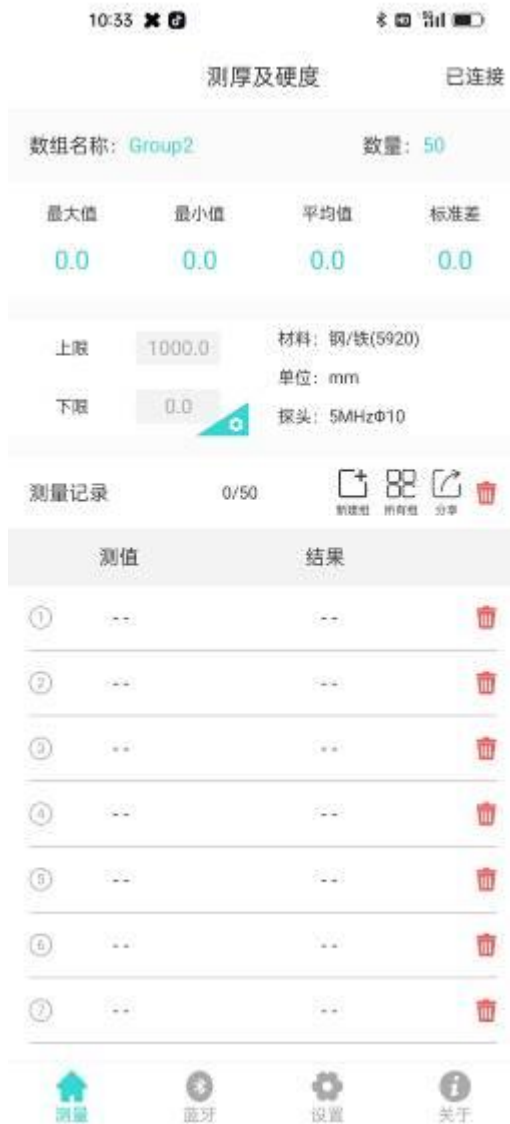 10:33
测厚及硬度 已连接
数组名称：Group2 数量：50
最大值 最小值 平均值 标准差
0.0 0.0 0.0 0.0
上限 1000.0 材料：钢/铁(5920)
单位：mm
下限 0.0 探头：5MHzΦ10
测量记录 0/50 新建组 所有组 分享
测值 结果
① -- --
② -- --
③ -- --
④ -- --
⑤ -- --
⑥ -- --
⑦ -- --
测量 蓝牙 设置 关于